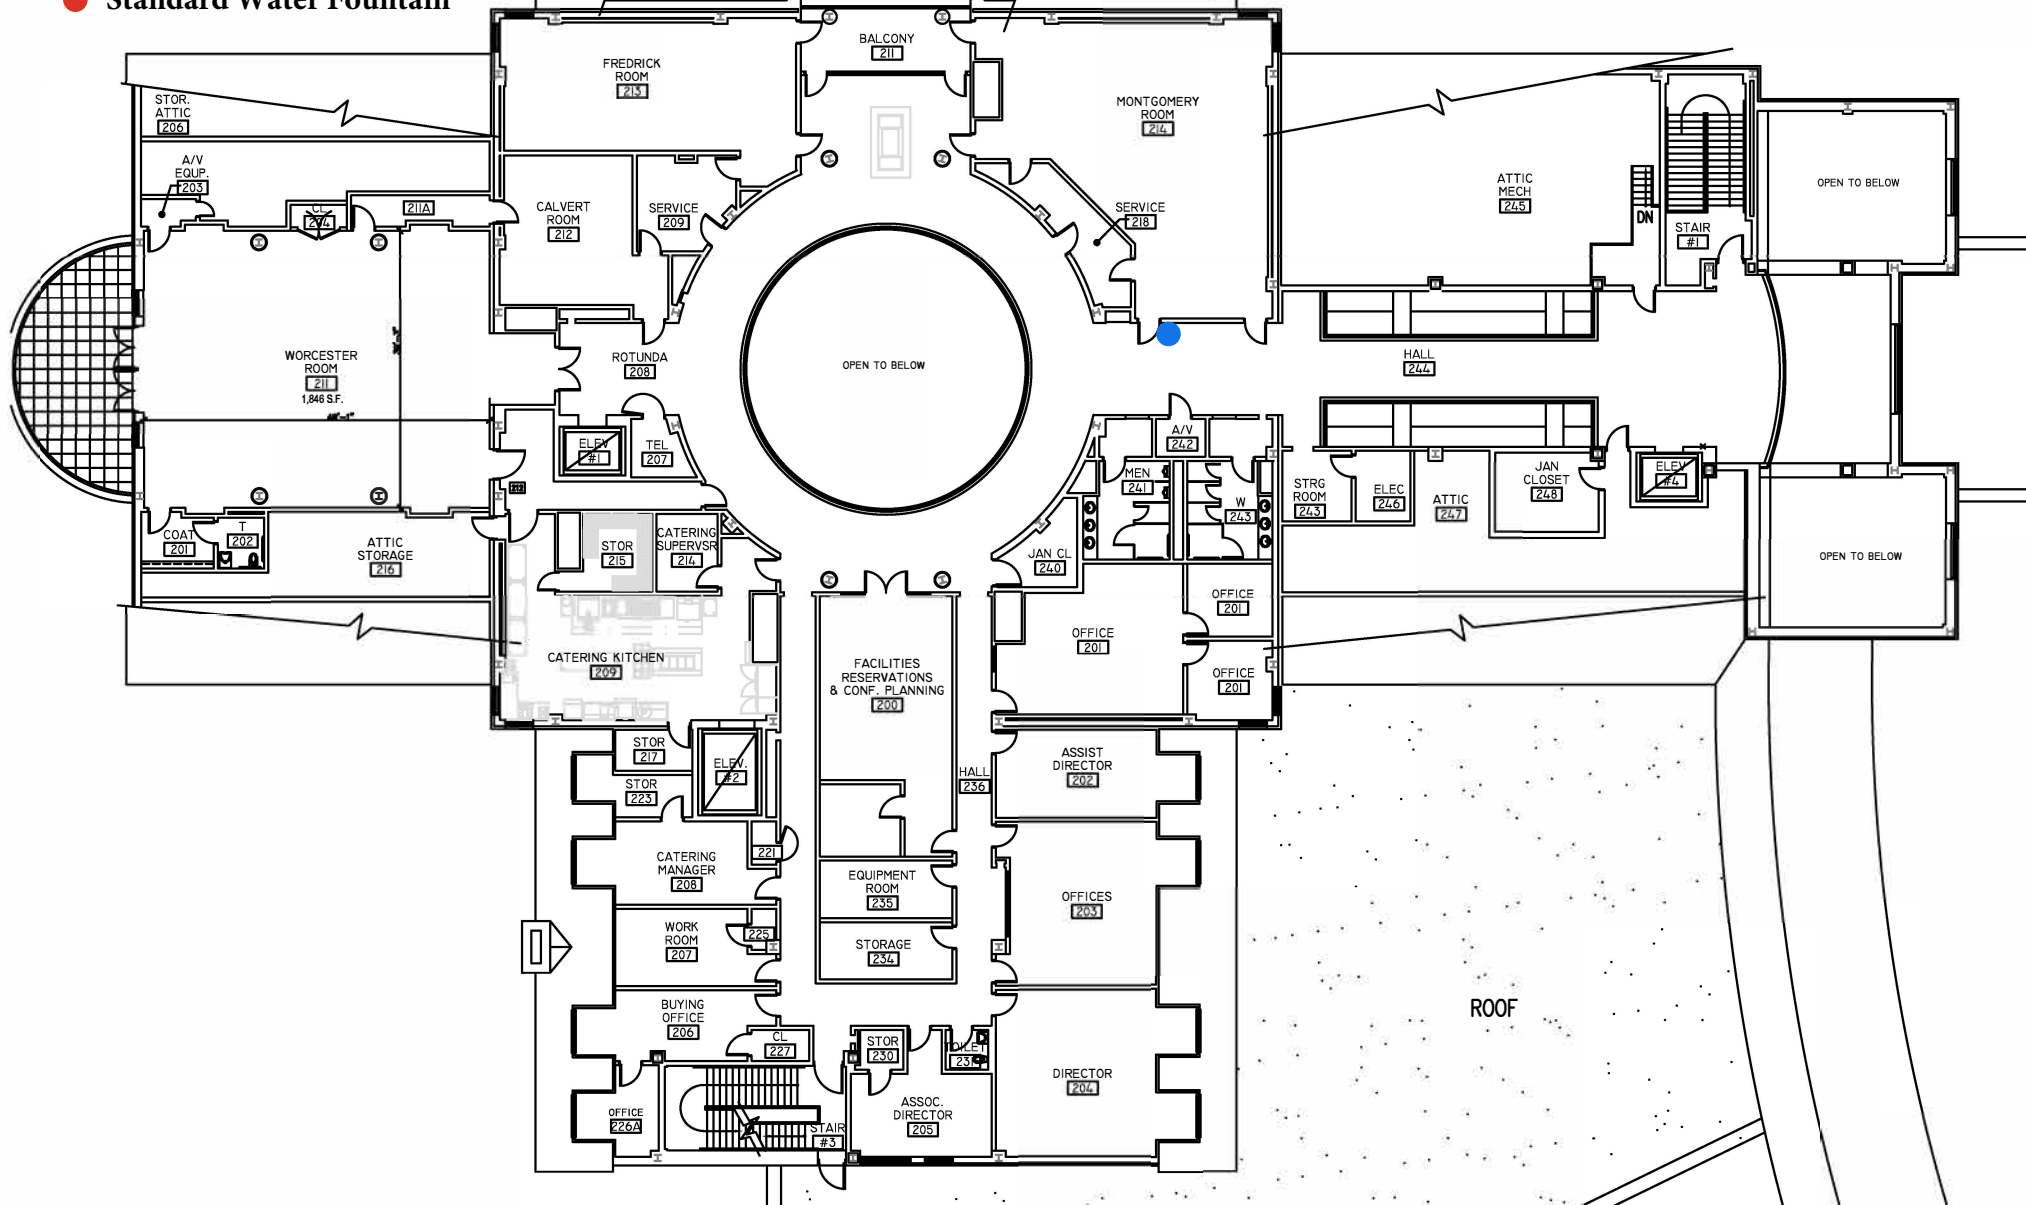 Standard Water Fountain
BALCONY
211
FREDRICK
ROOM
213
MONTGOMERY
ROOM
214
STOR.
ATTIC
206
A/V
EQUP.
203
CL
204
211A
CALVERT
ROOM
212
SERVICE
209
SERVICE
218
ATTIC
MECH
245
DN
STAIR
#1
OPEN TO BELOW
WORCESTER
ROOM
211
1,846 S.F.
ROTUNDA
208
OPEN TO BELOW
HALL
244
ELEV
#1
TEL
207
A/V
242
MEN
241
W
243
STRG
ROOM
243
ELEC
246
ATTIC
247
JAN
CLOSET
248
ELEV
#4
COAT
201
T
202
ATTIC
STORAGE
216
STOR
215
CATERING
SUPERVSR
214
JAN CL
240
OPEN TO BELOW
OFFICE
201
OFFICE
201
OFFICE
201
CATERING KITCHEN
209
FACILITIES
RESERVATIONS
& CONF. PLANNING
200
STOR
217
ELEV.
#2
STOR
223
HALL
236
ASSIST
DIRECTOR
202
CATERING
MANAGER
208
221
EQUIPMENT
ROOM
235
OFFICES
203
WORK
ROOM
207
225
STORAGE
234
BUYING
OFFICE
206
CL
227
STOR
230
TOILET
231
ROOF
OFFICE
226A
STAIR
#3
ASSOC.
DIRECTOR
205
DIRECTOR
204